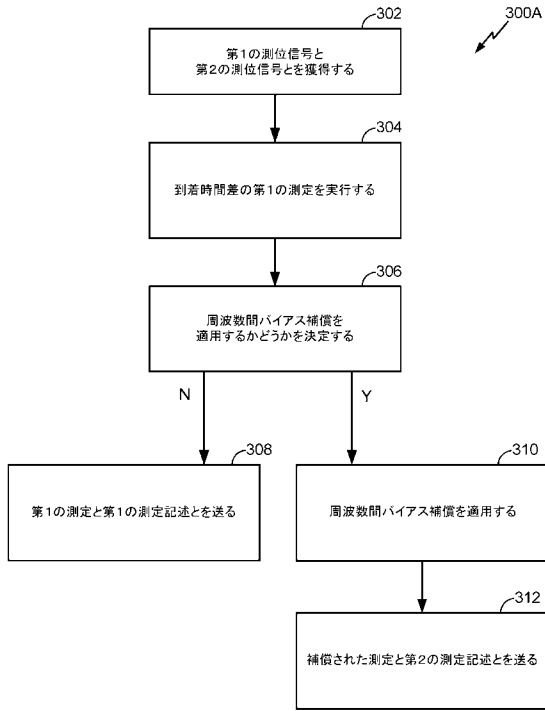 302
300A
第1の測位信号と
第2の測位信号とを獲得する
304
到着時間差の第1の測定を実行する
306
周波数間バイアス補償を
適用するかどうかを決定する
N
Y
308
第1の測定と第1の測定記述とを送る
310
周波数間バイアス補償を適用する
312
補償された測定と第2の測定記述とを送る